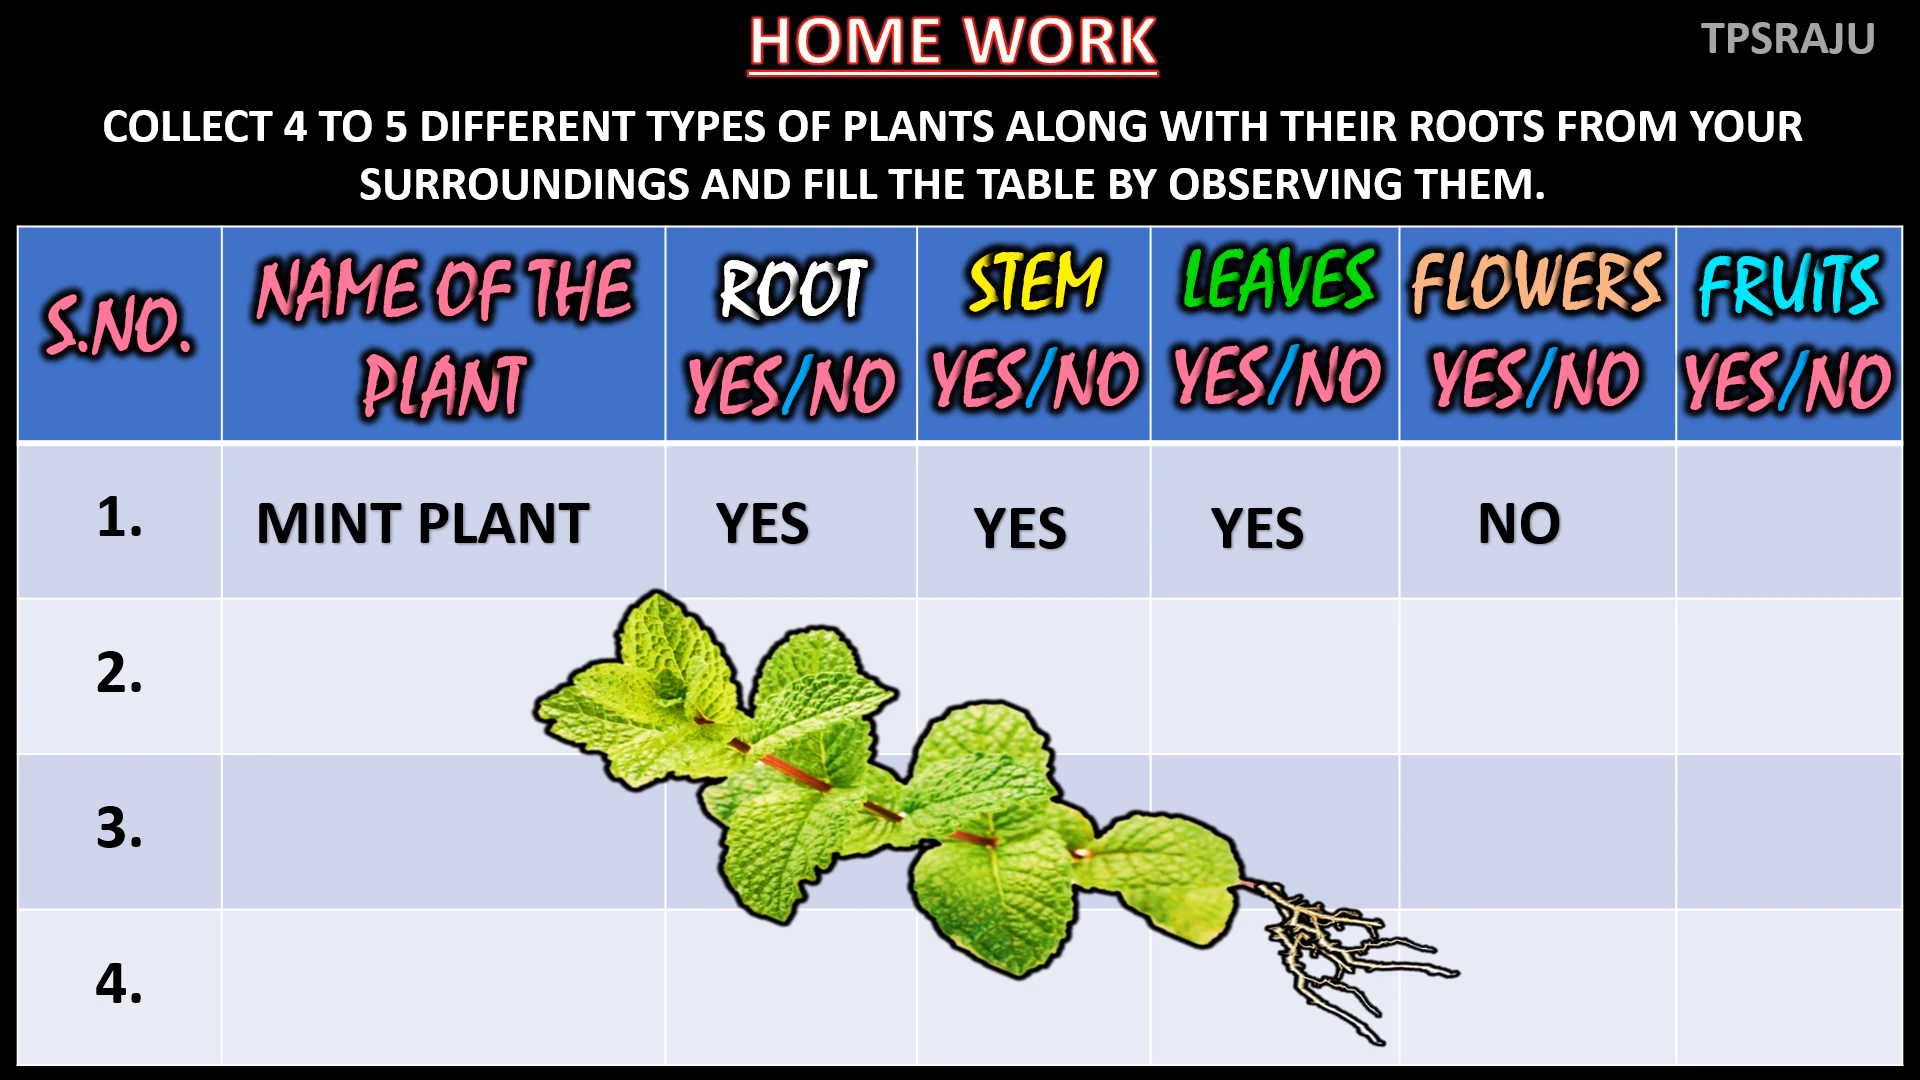 HOME WORK
TPSRAJU
COLLECT 4 TO 5 DIFFERENT TYPES OF PLANTS ALONG WITH THEIR ROOTS FROM YOUR
SURROUNDINGS AND FILL THE TABLE BY OBSERVING THEM.
S.NO.
NAME OF THE
PLANT
ROOT
YES/NO
STEM
YES/NO
LEAVES
YES/NO
FLOWERS
YES/NO
FRUITS
YES/NO
1. MINT PLANT YES YES YES NO
2.
3.
4.